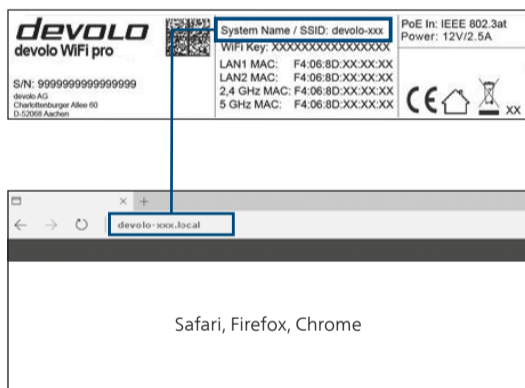 devolo
devolo WiFi pro
S/N: 9999999999999999
devolo AG
Charlottenburger Allee 60
D-52068 Aachen
System Name / SSID: devolo-xxx
WiFi Key: XXXXXXXXXXXXXXXX
LAN1 MAC: F4:06:8D:XX:XX:XX
LAN2 MAC: F4:06:8D:XX:XX:XX
2,4 GHz MAC: F4:06:8D:XX:XX:XX
5 GHz MAC: F4:06:8D:XX:XX:XX
PoE In: IEEE 802.3at
Power: 12V/2.5A
CE
XX
devolo-xxx.local
Safari, Firefox, Chrome